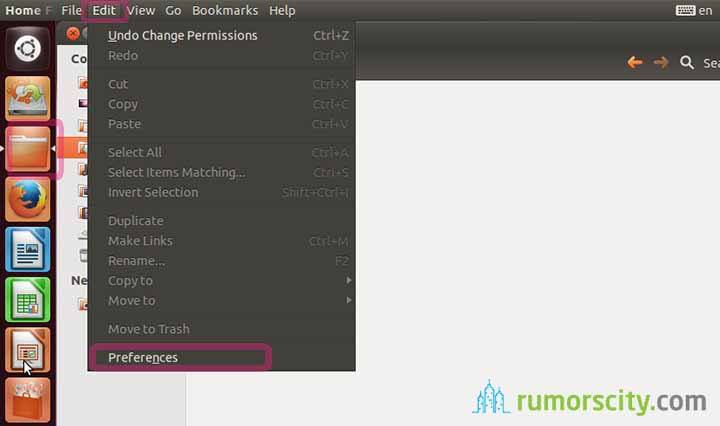 Home F File Edit View Go Bookmarks Help en
Undo Change Permissions Ctrl+Z
Redo Ctrl+Y
Co
Sea
Cut Ctrl+X
Copy Ctrl+C
Paste Ctrl+V
Select All Ctrl+A
Select Items Matching... Ctrl+S
Invert Selection Shift+Ctrl+I
Duplicate
Make Links Ctrl+M
Rename... F2
Copy to
Ne
Move to
Move to Trash
Preferences
rumorscity.com